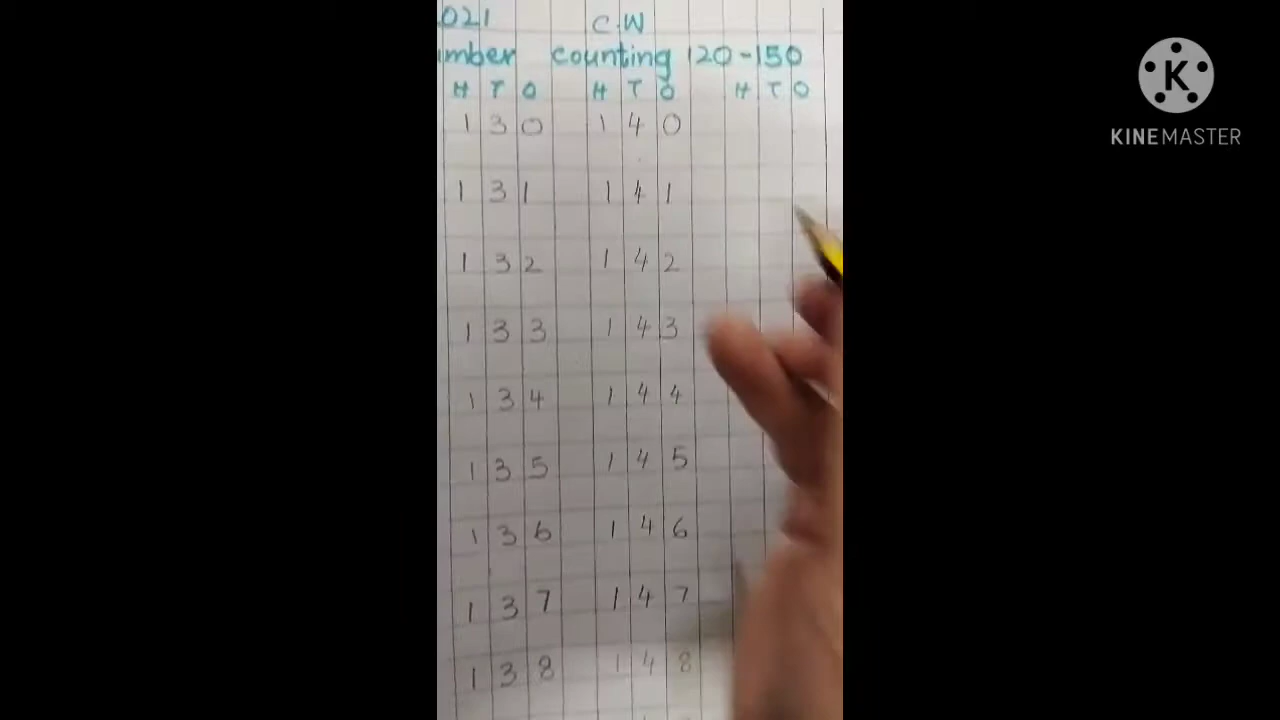 021 C.W
umber counting 120-150
H T O H T O H T O
1 3 0 1 4 0
1 3 1 1 4 1
1 3 2 1 4 2
1 3 3 1 4 3
1 3 4 1 4 4
1 3 5 1 4 5
1 3 6 1 4 6
1 3 7 1 4 7
1 3 8 1 4 8
K
KINEMASTER